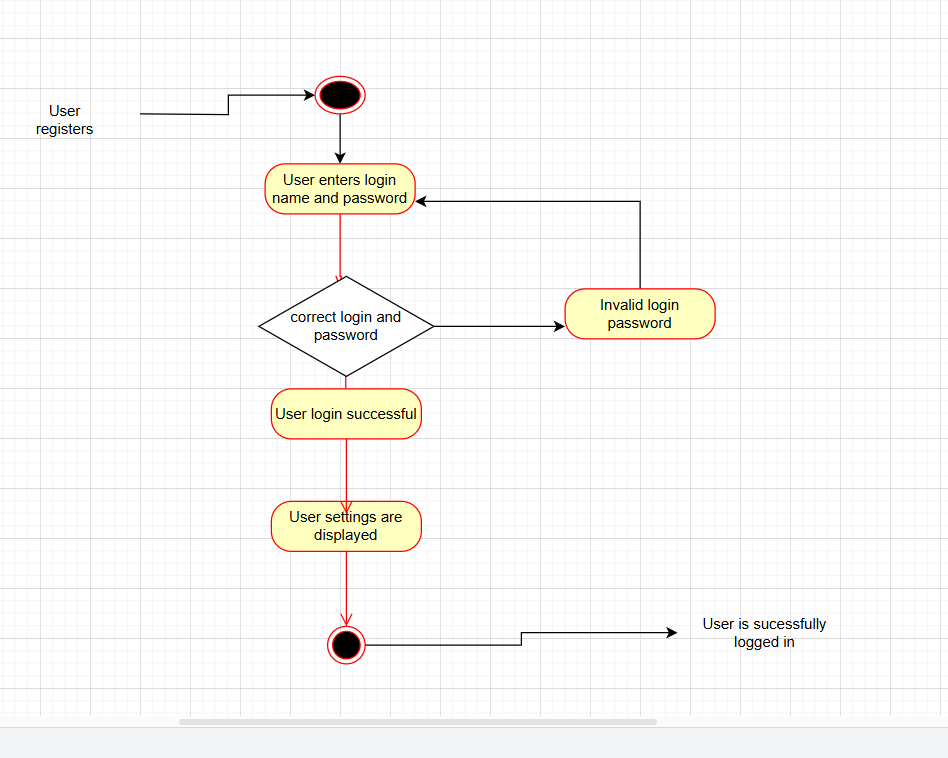 User
registers
User enters login
name and password
correct login and
password
Invalid login
password
User login successful
User settings are
displayed
User is sucessfully
logged in